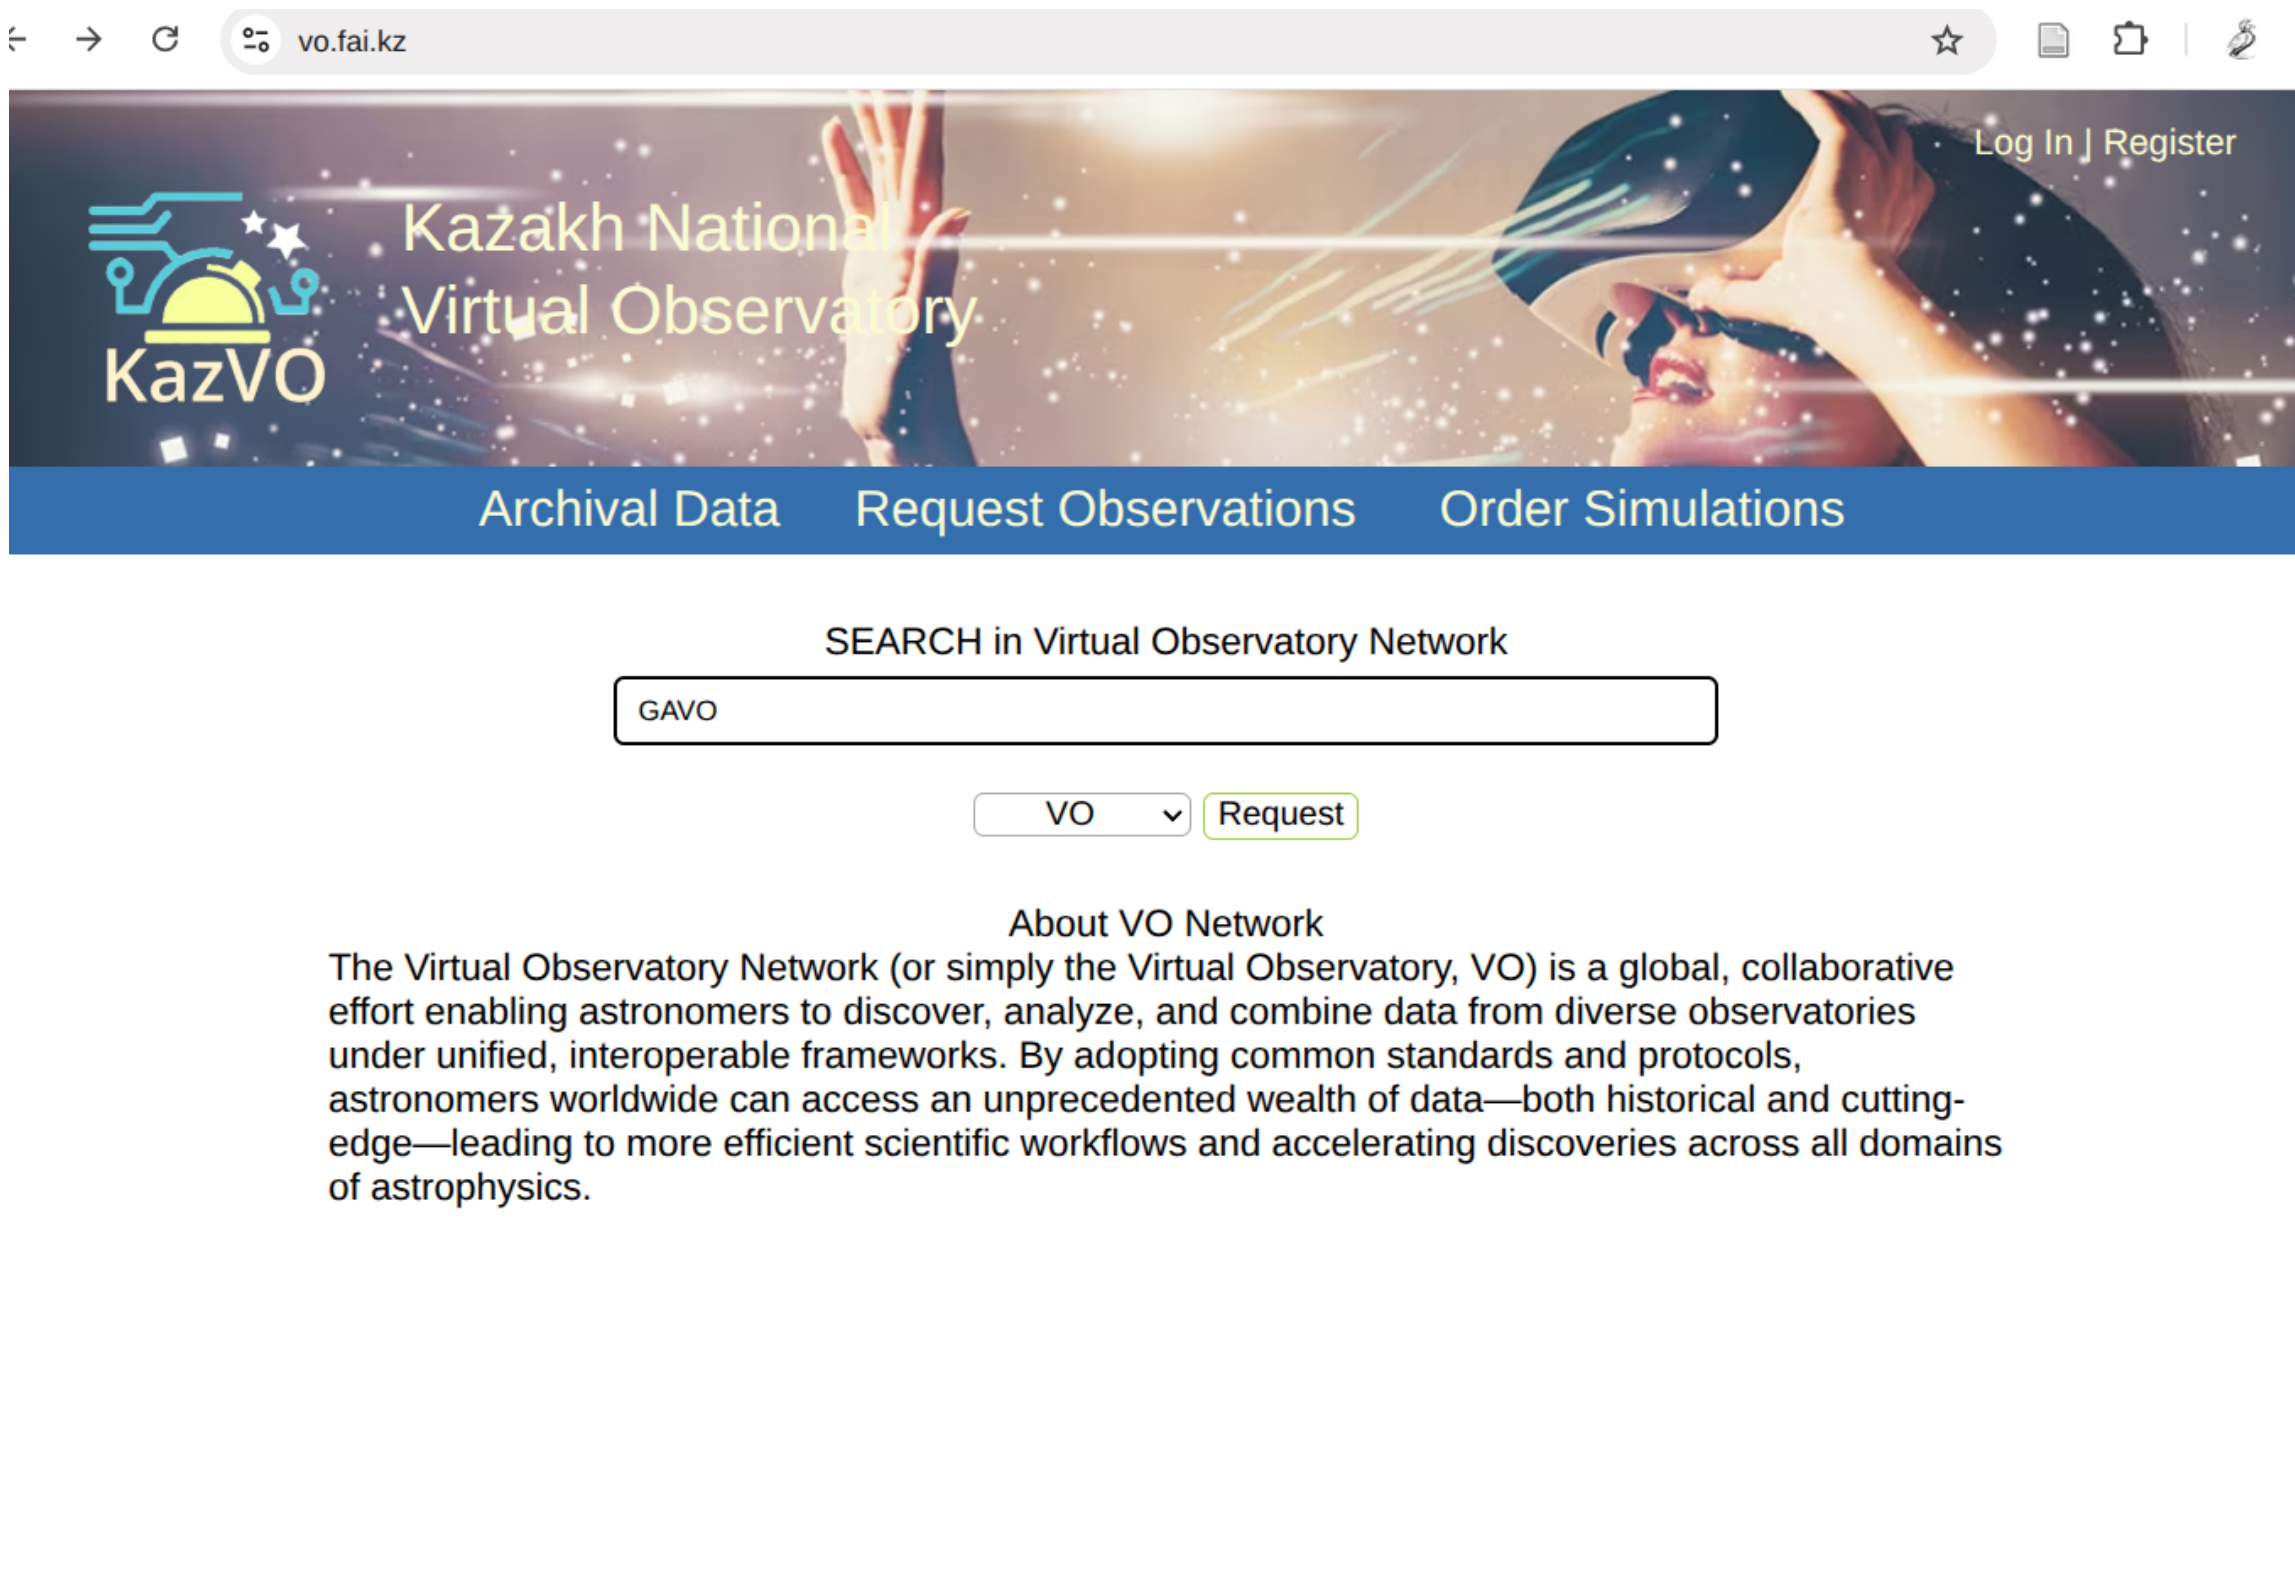 vo.fai.kz
Log In | Register
Kazakh National
Virtual Observatory
KazVO
Archival Data Request Observations Order Simulations
SEARCH in Virtual Observatory Network
GAVO
VO Request
About VO Network
The Virtual Observatory Network (or simply the Virtual Observatory, VO) is a global, collaborative
effort enabling astronomers to discover, analyze, and combine data from diverse observatories
under unified, interoperable frameworks. By adopting common standards and protocols,
astronomers worldwide can access an unprecedented wealth of data—both historical and cutting-
edge—leading to more efficient scientific workflows and accelerating discoveries across all domains
of astrophysics.